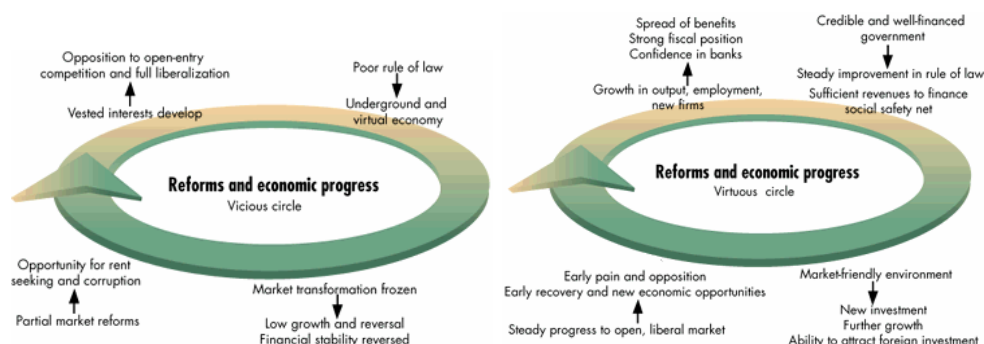 Opposition to open-entry
competition and full liberalization
Vested interests develop
Poor rule of law
Underground and
virtual economy
Reforms and economic progress
Vicious circle
Opportunity for rent
seeking and corruption
Partial market reforms
Market transformation frozen
Low growth and reversal
Financial stability reversed
Spread of benefits
Strong fiscal position
Confidence in banks
Growth in output, employment,
new firms
Credible and well-financed
government
Steady improvement in rule of law
Sufficient revenues to finance
social safety net
Reforms and economic progress
Virtuous circle
Early pain and opposition
Early recovery and new economic opportunities
Steady progress to open, liberal market
Market-friendly environment
New investment
Further growth
Ability to attract foreign investment